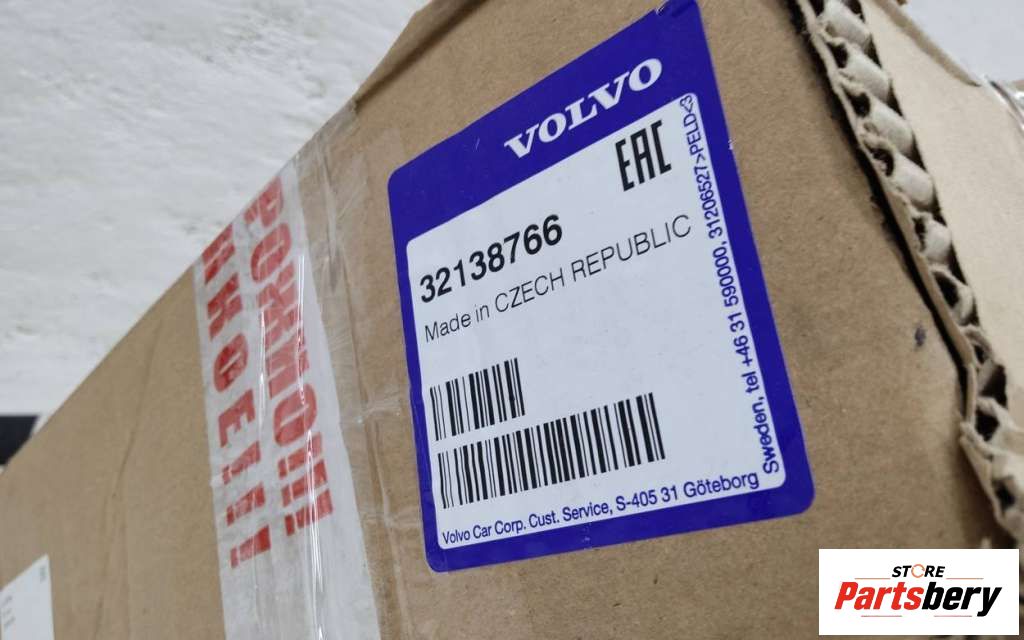 VOLVO
EAC
32138766
Made in CZECH REPUBLIC
Volvo Car Corp. Cust. Service, S-405 31 Göteborg
Sweden, tel +46 31 590000, 31206527>PELD<3
STORE
Partsbery